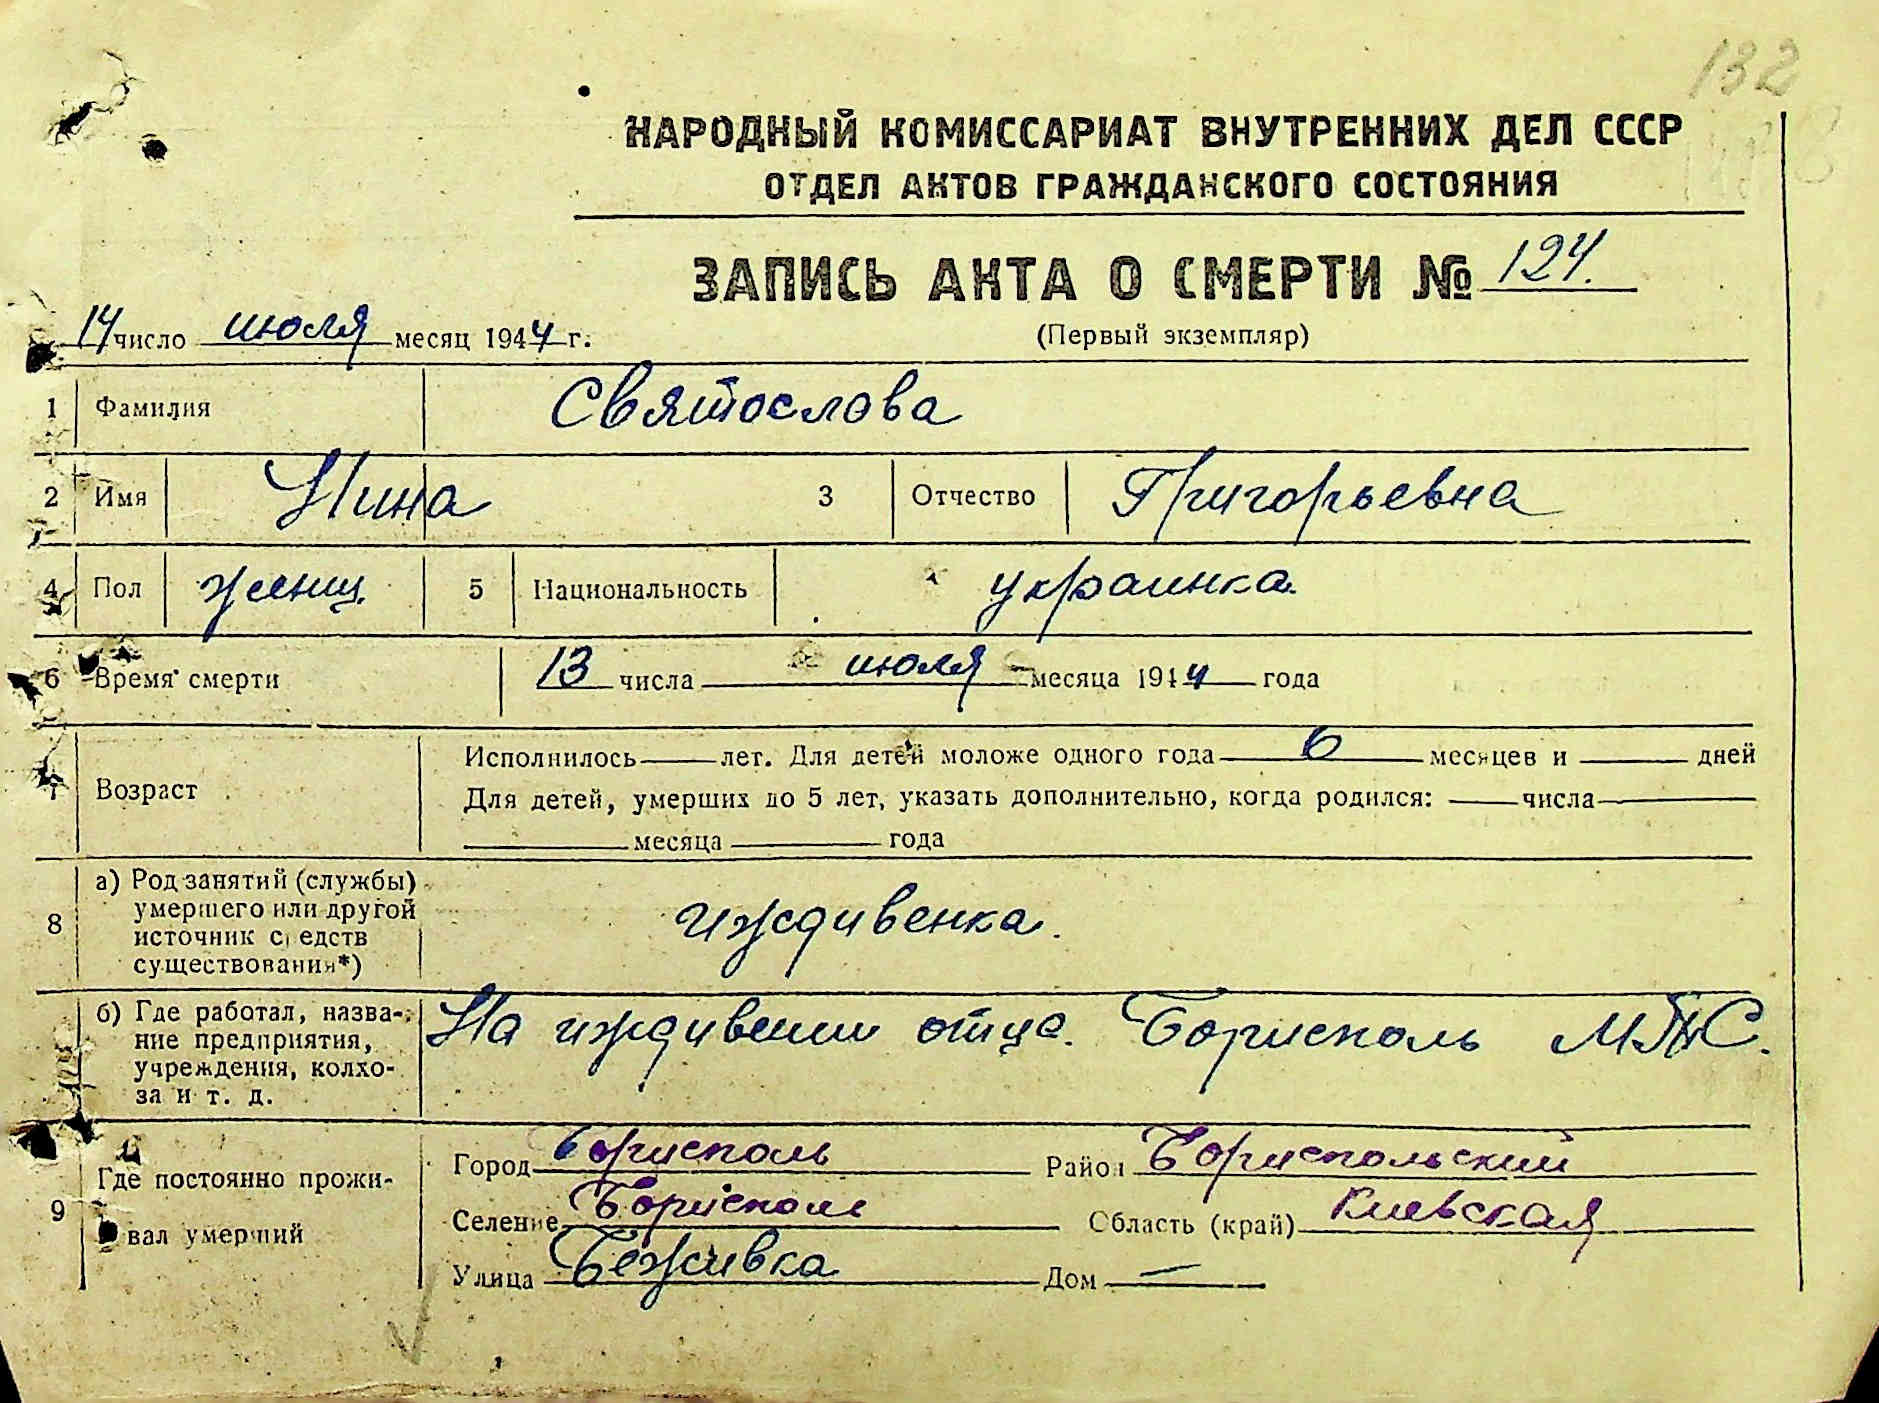 132
НАРОДНЫЙ КОМИССАРИАТ ВНУТРЕННИХ ДЕЛ СССР
ОТДЕЛ АКТОВ ГРАЖДАНСКОГО СОСТОЯНИЯ
ЗАПИСЬ АКТА О СМЕРТИ № 124.
14 число июля месяц 1944 г.
(Первый экземпляр)
1 Фамилия Святослова
2 Имя Нина 3 Отчество Григорьевна
4 Пол женщ. 5 Национальность украинка.
6 Время смерти 13 числа июля месяца 1944 года
Исполнилось лет. Для детей моложе одного года 6 месяцев и дней
7 Возраст Для детей, умерших до 5 лет, указать дополнительно, когда родился: числа
месяца года
8 а) Род занятий (службы)
умершего или другой
источник средств
существования*)
иждивенка.
б) Где работал, назва-
ние предприятия,
учреждения, колхо-
за и т. д.
На иждивении отца. Борисполь МТС.
9 Где постоянно прожи-
вал умерший
Город Борисполь Район Бориспольский
Селение Борисполь Область (край) Киевская
Улица Беживка Дом —